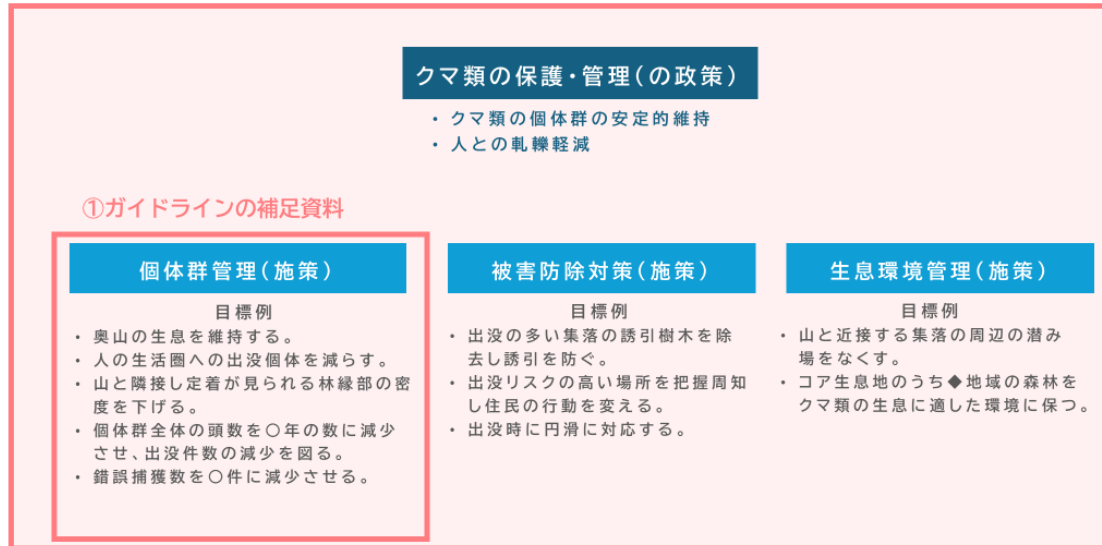 クマ類の保護・管理(の政策)
・ クマ類の個体群の安定的維持
・ 人との軋轢軽減
①ガイドラインの補足資料
個体群管理(施策)
目標例
・ 奥山の生息を維持する。
・ 人の生活圏への出没個体を減らす。
・ 山と隣接し定着が見られる林縁部の密
度を下げる。
・ 個体群全体の頭数を〇年の数に減少
させ、出没件数の減少を図る。
・ 錯誤捕獲数を〇件に減少させる。
被害防除対策(施策)
目標例
・ 出没の多い集落の誘引樹木を除
去し誘引を防ぐ。
・ 出没リスクの高い場所を把握周知
し住民の行動を変える。
・ 出没時に円滑に対応する。
生息環境管理(施策)
目標例
・ 山と近接する集落の周辺の潜み
場をなくす。
・ コア生息地のうち◆地域の森林を
クマ類の生息に適した環境に保つ。